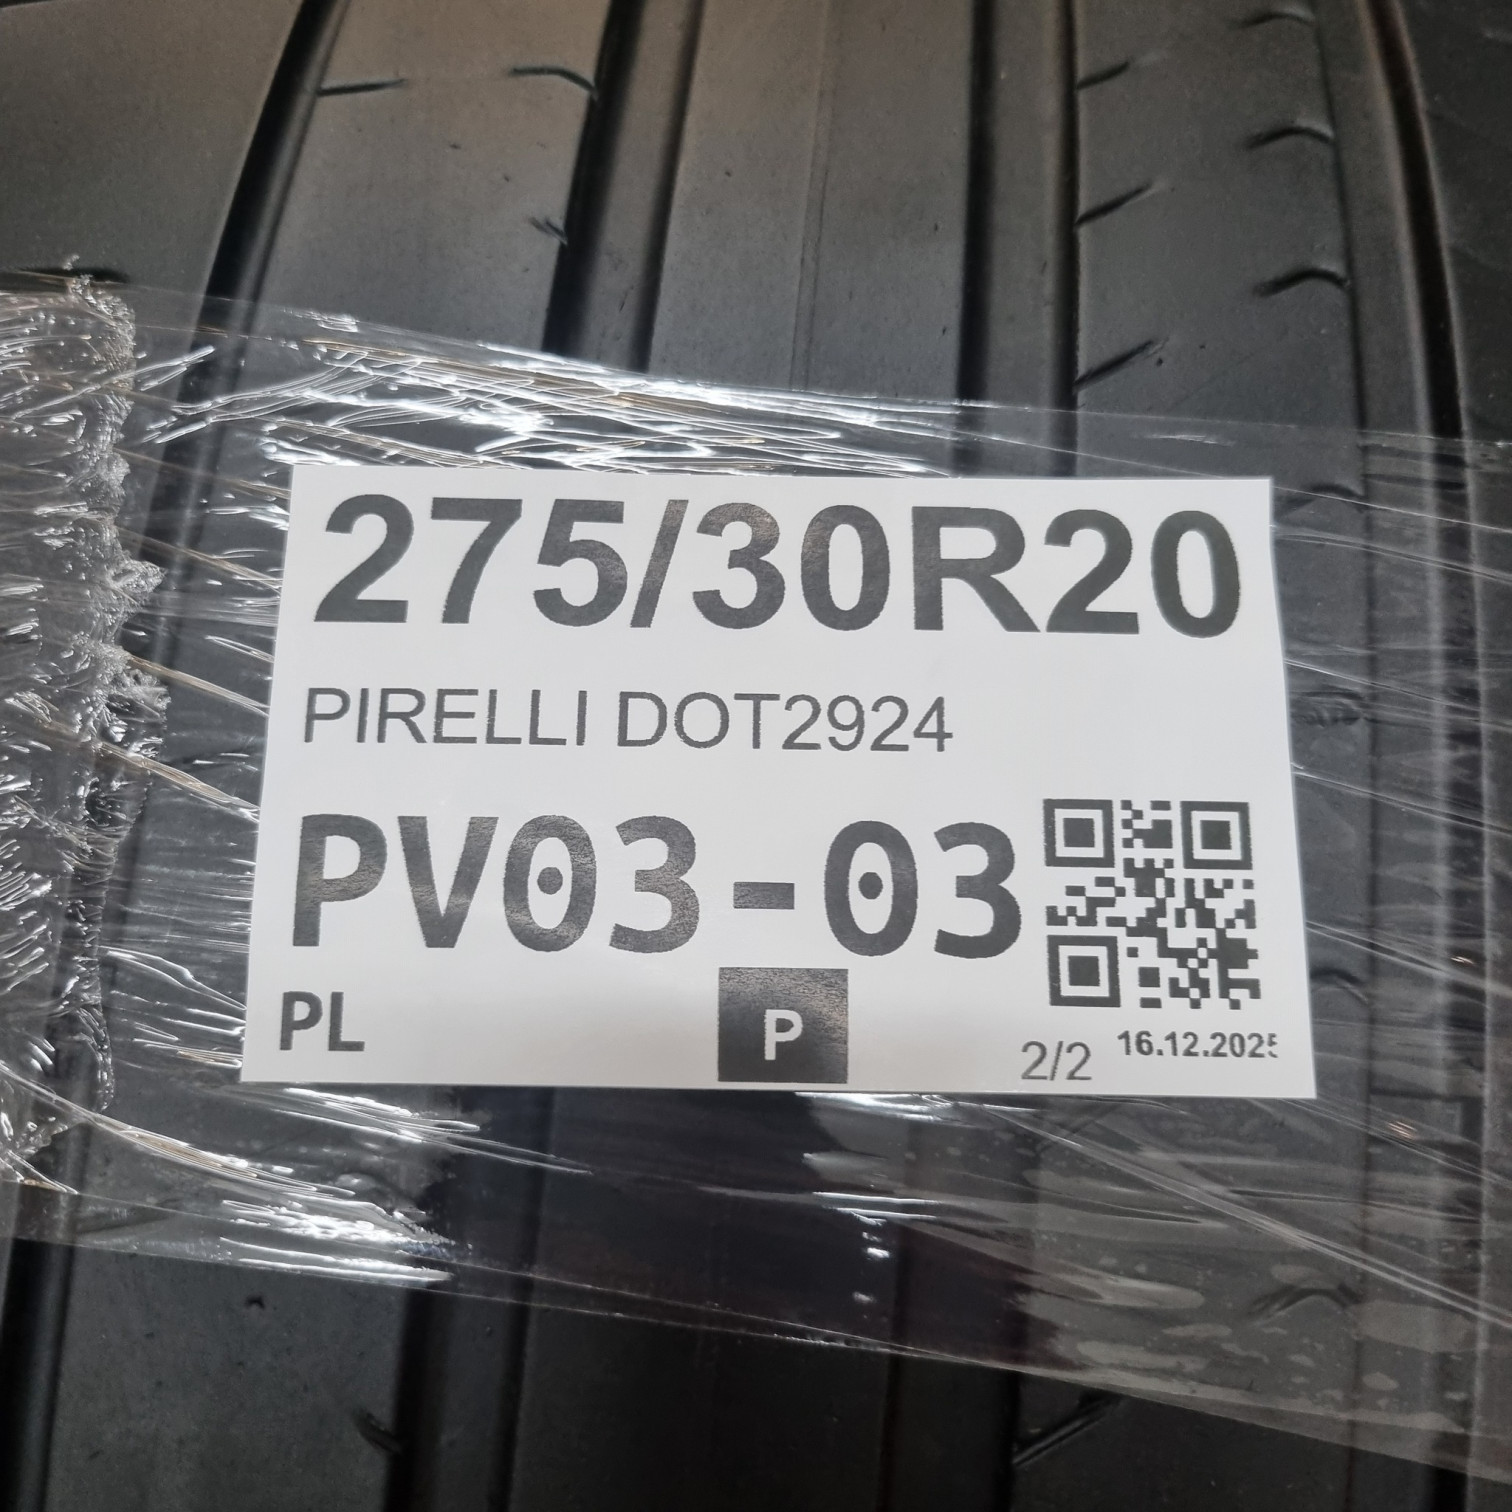 275/30R20
PIRELLI DOT2924
PV03-03
PL
P
2/2
16.12.2025